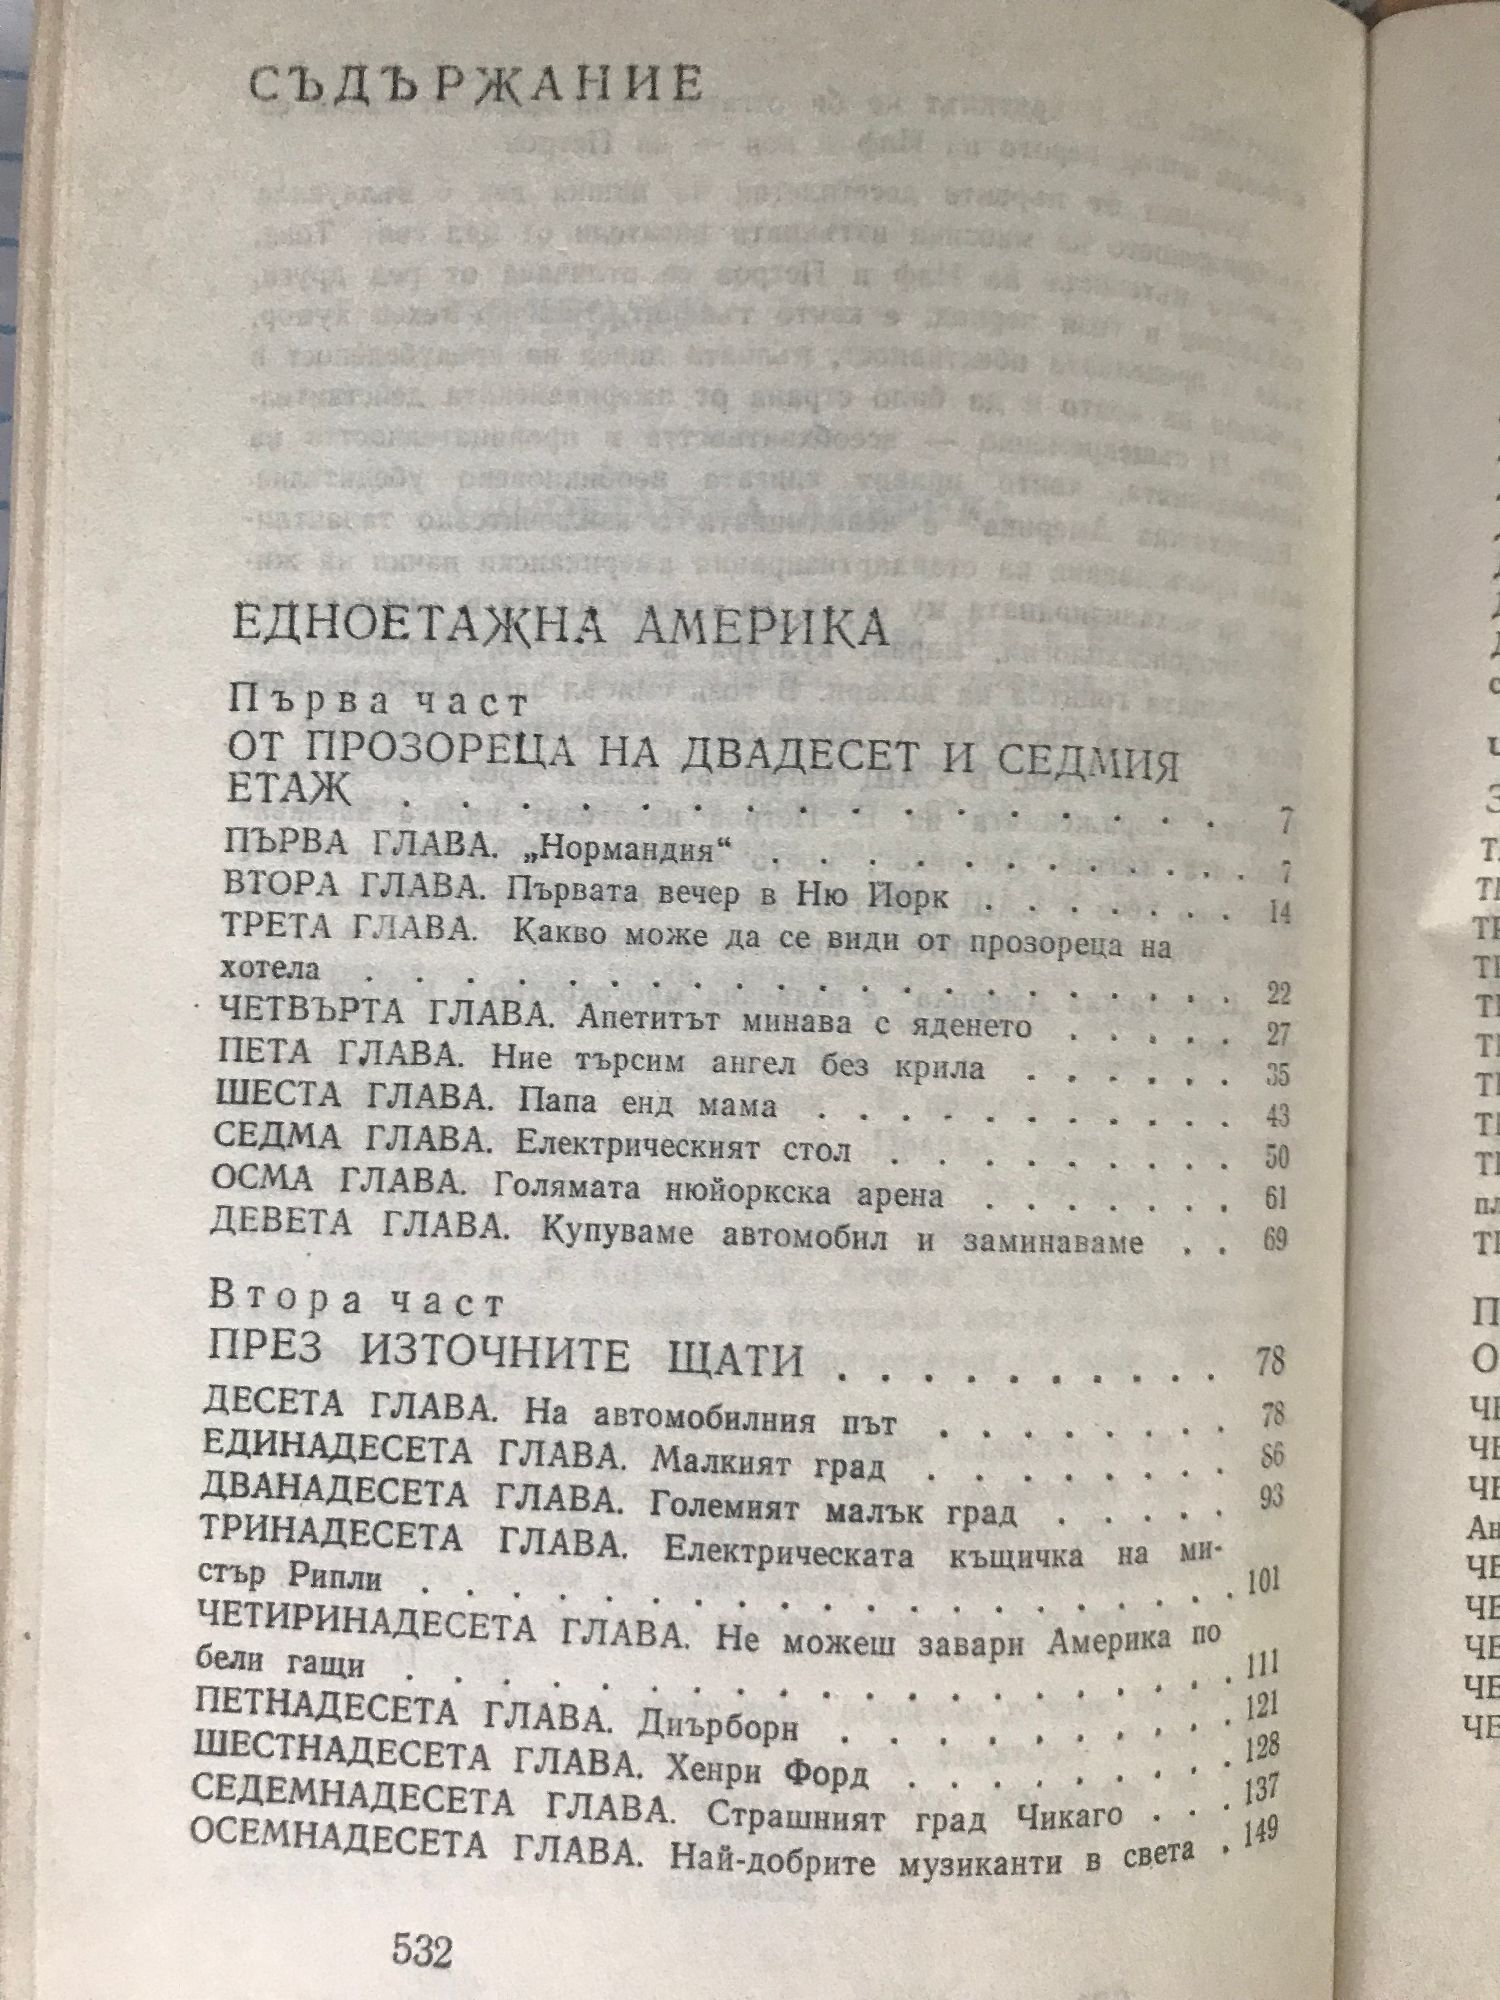 СЪДЪРЖАНИЕ
ЕДНОЕТАЖНА АМЕРИКА
Първа част
ОТ ПРОЗОРЕЦА НА ДВАДЕСЕТ И СЕДМИЯ
ЕТАЖ . . . . . . . . . . . . . . 7
ПЪРВА ГЛАВА. „Нормандия“ . . . . . . . . . . . 7
ВТОРА ГЛАВА. Първата вечер в Ню Йорк . . . . . . . 14
ТРЕТА ГЛАВА. Какво може да се види от прозореца на
хотела . . . . . . . . . . . . . . . . . . . . 22
ЧЕТВЪРТА ГЛАВА. Апетитът минава с яденето . . . . . 27
ПЕТА ГЛАВА. Ние търсим ангел без крила . . . . . . 35
ШЕСТА ГЛАВА. Папа енд мама . . . . . . . . . . 43
СЕДМА ГЛАВА. Електрическият стол . . . . . . . . . 50
ОСМА ГЛАВА. Голямата нюйоркска арена . . . . . . . 61
ДЕВЕТА ГЛАВА. Купуваме автомобил и заминаваме . . 69
Втора част
ПРЕЗ ИЗТОЧНИТЕ ЩАТИ . . . . . . . . . . 78
ДЕСЕТА ГЛАВА. На автомобилния път . . . . . . . . 78
ЕДИНАДЕСЕТА ГЛАВА. Малкият град . . . . . . . . 86
ДВАНАДЕСЕТА ГЛАВА. Големият малък град . . . . . 93
ТРИНАДЕСЕТА ГЛАВА. Електрическата къщичка на ми-
стър Рипли . . . . . . . . . . . . . . . . . . 101
ЧЕТИРИНАДЕСЕТА ГЛАВА. Не можеш завари Америка по
бели гащи . . . . . . . . . . . . . . . . . . 111
ПЕТНАДЕСЕТА ГЛАВА. Диърборн . . . . . . . . . . 121
ШЕСТНАДЕСЕТА ГЛАВА. Хенри Форд . . . . . . . . . 128
СЕДЕМНАДЕСЕТА ГЛАВА. Страшният град Чикаго . . . 137
ОСЕМНАДЕСЕТА ГЛАВА. Най-добрите музиканти в света . 149
532